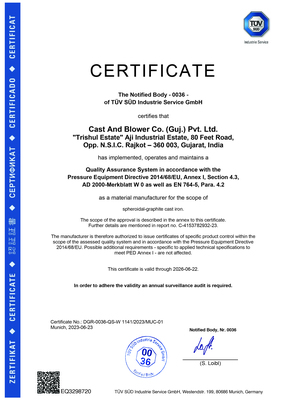 TÜV
SÜD
Industrie Service
CERTIFICATE
The Notified Body - 0036 -
of TÜV SÜD Industrie Service GmbH
certifies that
Cast And Blower Co. (Guj.) Pvt. Ltd.
"Trishul Estate" Aji Industrial Estate, 80 Feet Road,
Opp. N.S.I.C. Rajkot – 360 003, Gujarat, India
has implemented, operates and maintains a
Quality Assurance System in accordance with the
Pressure Equipment Directive 2014/68/EU, Annex I, Section 4.3,
AD 2000-Merkblatt W 0 as well as EN 764-5, Para. 4.2
as a material manufacturer for the scope of
spheroidal-graphite cast iron.
The scope of the approval is described in the annex to this certificate.
Further details are mentioned in report no. C-4153782932-23.
The manufacturer is therefore authorized to issue certificates of specific product control within the
scope of the assessed quality system and in accordance with the Pressure Equipment Directive
2014/68/EU. Possible additional requirements - specific to applied technical specifications to
meet PED Annex I - are not affected.
This certificate is valid through 2026-06-22.
In order to adhere the validity an annual surveillance audit is required.
Certificate No.: DGR-0036-QS-W 1141/2023/MUC-01
Munich, 2023-06-23
Notified Body, Nr. 0036
00
36
(S. Loibl)
EQ3298720
TÜV SÜD Industrie Service GmbH, Westendstr. 199, 80686 Munich, Germany
ZERTIFIKAT ◆ CERTIFICATE ◆ 認証証書 ◆ СЕРТИФИКАТ ◆ CERTIFICADO ◆ CERTIFICAT